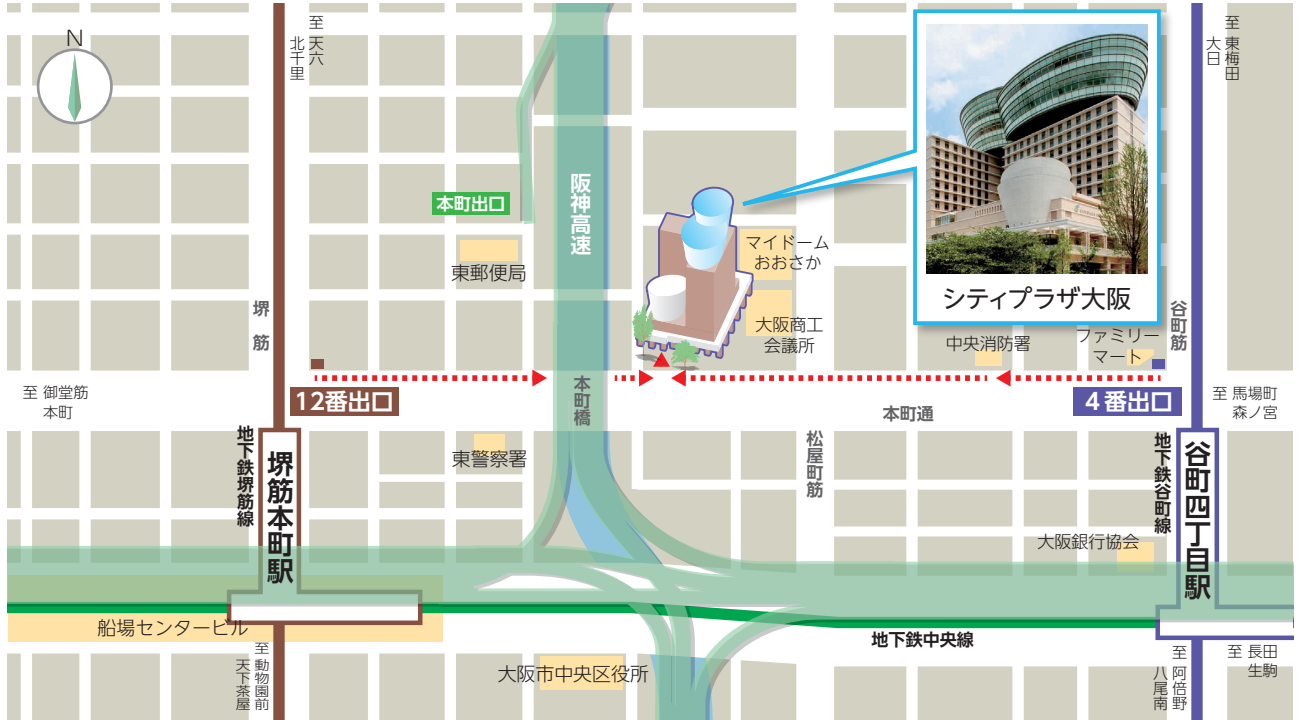 N
至 天六
北千里
至 東梅田
大日
阪神高速
本町出口
東郵便局
マイドーム
おおさか
大阪商工
会議所
シティプラザ大阪
堺筋
谷町筋
中央消防署
ファミリー
マート
至 御堂筋
本町
12番出口
本町橋
本町通
4番出口
至 馬場町
森ノ宮
東警察署
松屋町筋
地下鉄堺筋線
堺筋本町駅
地下鉄谷町線
谷町四丁目駅
大阪銀行協会
船場センタービル
地下鉄中央線
至 動物園前
天下茶屋
大阪市中央区役所
至 阿倍野
八尾南
至 長田
生駒